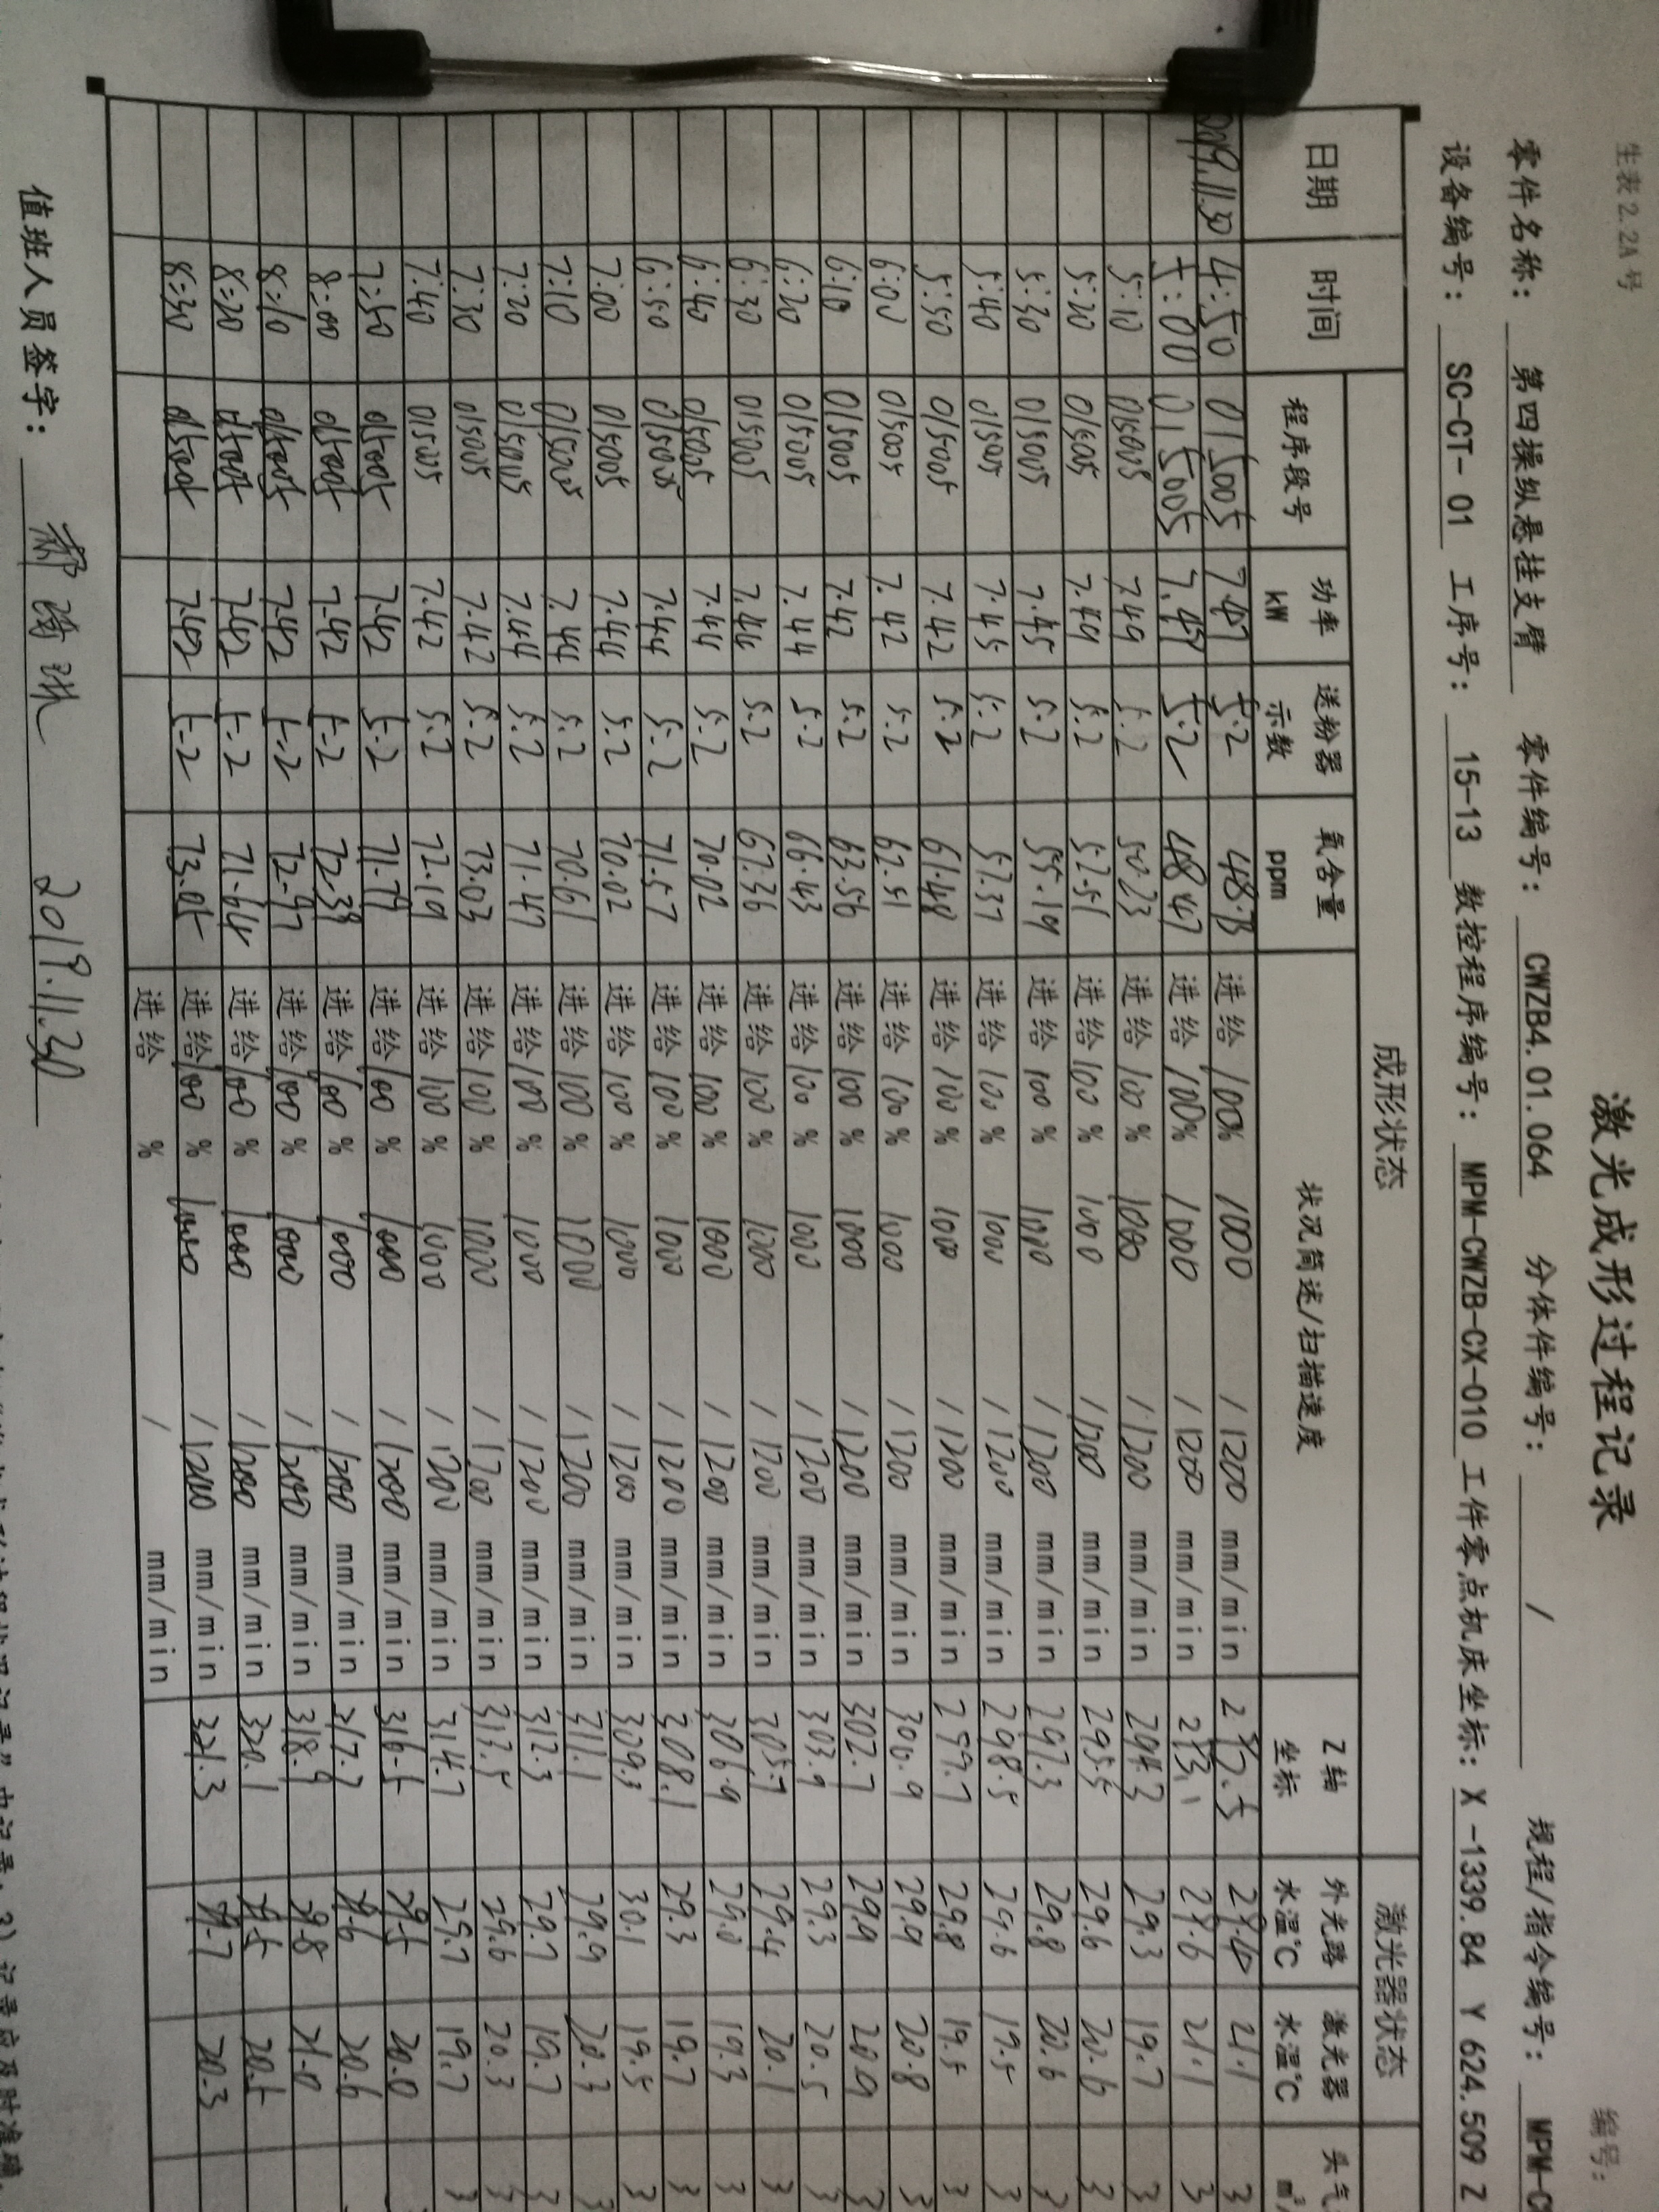 生表2.2A号
编号:
激光成形过程记录
零件名称: 第四操纵悬挂支臂 零件编号: CWZB4.01.064 分体件编号: / 规程/指令编号: MPM-C
设备编号: SC-CT-01 工序号: 15-13 数控程序编号: MPM-CWZB-CX-010 工件零点机床坐标: X -1339.84 Y 624.509 Z
成形状态 激光器状态
日期 时间 程序段号 功率 kW 送粉器示数 氧含量 ppm 状况简述/扫描速度 Z轴坐标 外光路水温℃ 激光器水温℃ 头气 m³
2019.11.30 4:50 015005 7.47 5.2 48.73 进给 100% 1000 / 1200 mm/min 292.5 29.4 21.1 3
5:00 015005 7.47 5.2 48.47 进给 100% 1000 / 1200 mm/min 293.1 29.6 21.1 3
5:10 015005 7.49 5.2 50.23 进给 100 % 1000 / 1200 mm/min 294.3 29.3 19.7 3
5:20 015005 7.49 5.2 52.51 进给 100 % 1000 / 1200 mm/min 295.5 29.6 20.6 3
5:30 015005 7.45 5.2 55.19 进给 100 % 1000 / 1200 mm/min 297.3 29.8 20.6 3
5:40 015005 7.45 5.2 57.37 进给 100 % 1000 / 1200 mm/min 298.5 29.6 19.5 3
5:50 015005 7.42 5.2 61.48 进给 100 % 1000 / 1200 mm/min 299.7 29.8 19.5 3
6:00 015005 7.42 5.2 62.51 进给 100 % 1000 / 1200 mm/min 300.9 29.9 20.8 3
6:10 015005 7.42 5.2 63.56 进给 100 % 1000 / 1200 mm/min 302.7 29.9 20.9 3
6:20 015005 7.44 5.2 66.43 进给 100 % 1000 / 1200 mm/min 303.9 29.3 20.5 3
6:30 015005 7.44 5.2 67.36 进给 100 % 1000 / 1200 mm/min 305.7 29.4 20.1 3
6:40 015005 7.44 5.2 70.02 进给 100 % 1000 / 1200 mm/min 306.9 29.0 19.3 3
6:50 015005 7.44 5.2 71.57 进给 100 % 1000 / 1200 mm/min 308.1 29.3 19.7 3
7:00 015005 7.44 5.2 70.02 进给 100 % 1000 / 1200 mm/min 309.3 30.1 19.5 3
7:10 015005 7.44 5.2 70.61 进给 100 % 1000 / 1200 mm/min 311.1 29.9 20.3 3
7:20 015005 7.44 5.2 71.47 进给 100 % 1000 / 1200 mm/min 312.3 29.7 19.7 3
7:30 015005 7.42 5.2 73.03 进给 100 % 1000 / 1200 mm/min 313.5 29.6 20.3 3
7:40 015005 7.42 5.2 72.19 进给 100 % 1000 / 1200 mm/min 314.7 29.7 19.7 3
7:50 015005 7.42 5.2 71.79 进给 100 % 1000 / 1200 mm/min 316.5 29.5 20.0
8:00 015005 7.42 5.2 72.39 进给 100 % 1000 / 1200 mm/min 317.7 29.6 20.6
8:10 015005 7.42 5.2 72.97 进给 100 % 1000 / 1200 mm/min 318.9 29.8 21.0
8:20 015005 7.42 5.2 71.64 进给 100 % 1000 / 1200 mm/min 320.1 29.5 20.5
8:30 015005 7.42 5.2 73.05 进给 100 % 1000 / 1200 mm/min 321.3 29.7 20.3
进给 % / mm/min
值班人员签字: 2019.11.30